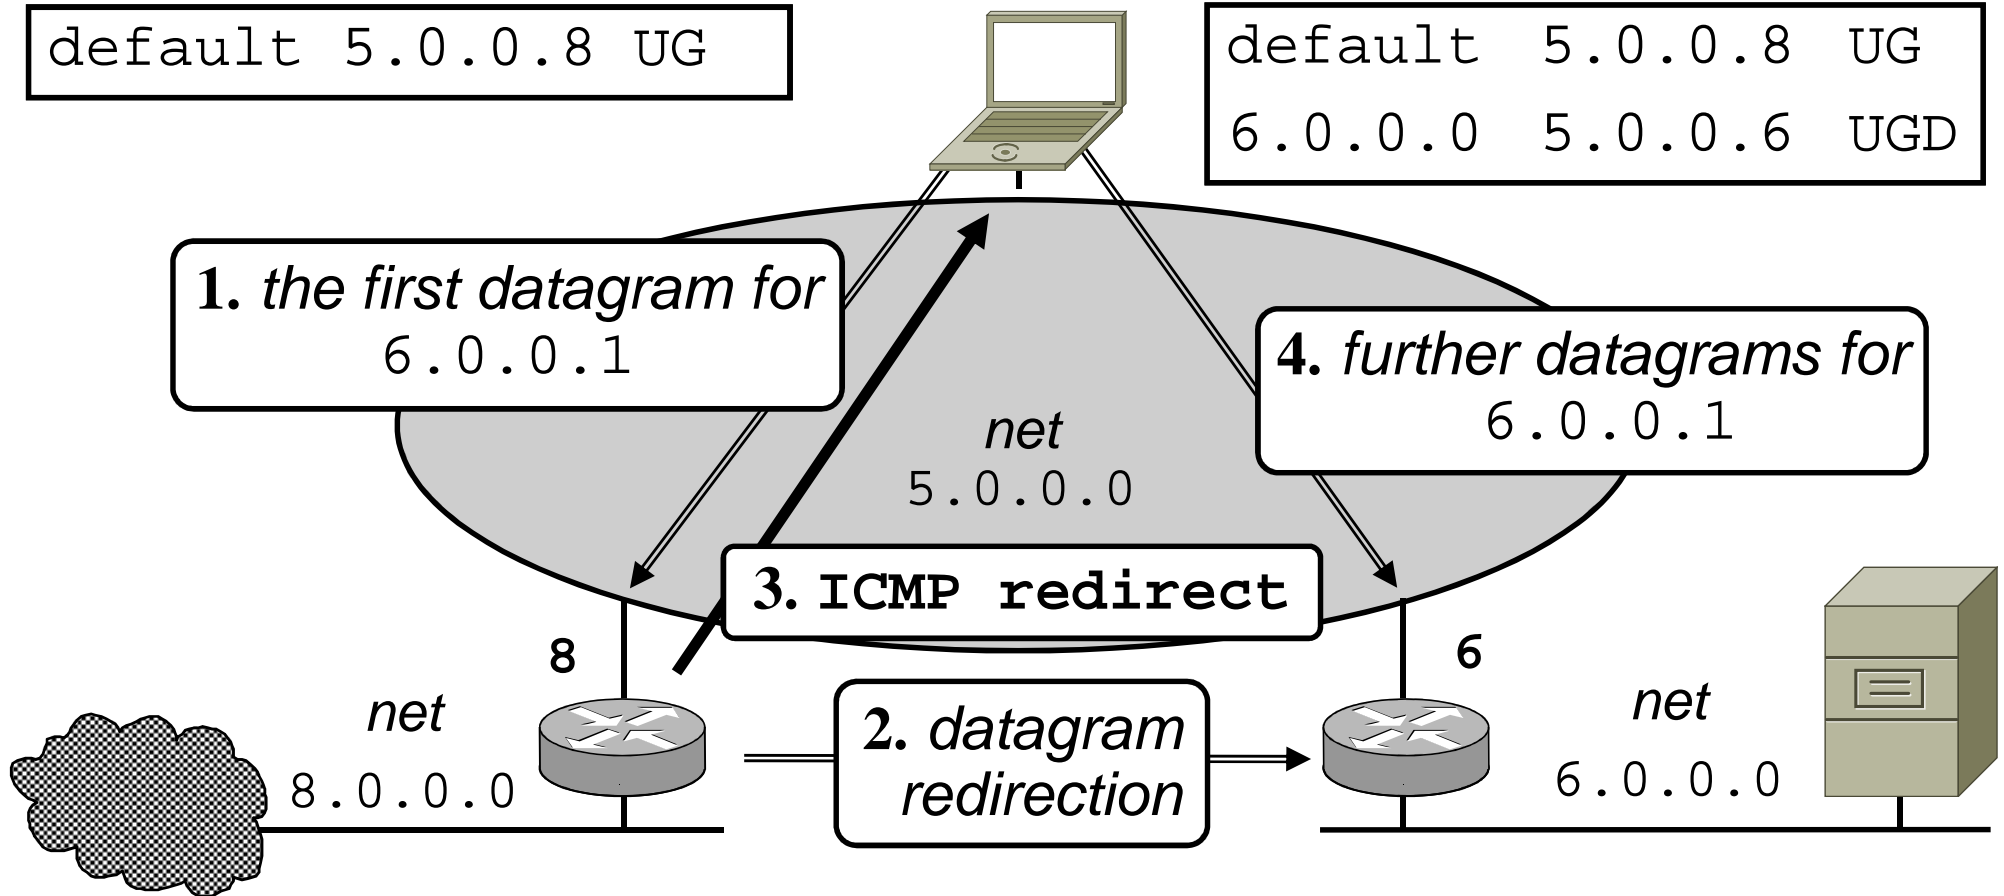 default 5.0.0.8 UG
default 5.0.0.8 UG
6.0.0.0 5.0.0.6 UGD
1. the first datagram for
6.0.0.1
4. further datagrams for
6.0.0.1
net
5.0.0.0
3. ICMP redirect
8
6
net
8.0.0.0
2. datagram
redirection
net
6.0.0.0